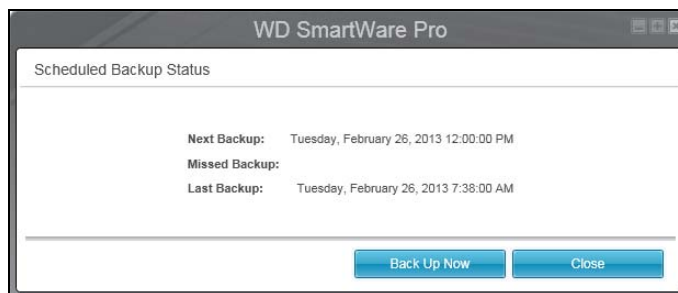 WD SmartWare Pro
Scheduled Backup Status
Next Backup: Tuesday, February 26, 2013 12:00:00 PM
Missed Backup:
Last Backup: Tuesday, February 26, 2013 7:38:00 AM
Back Up Now Close